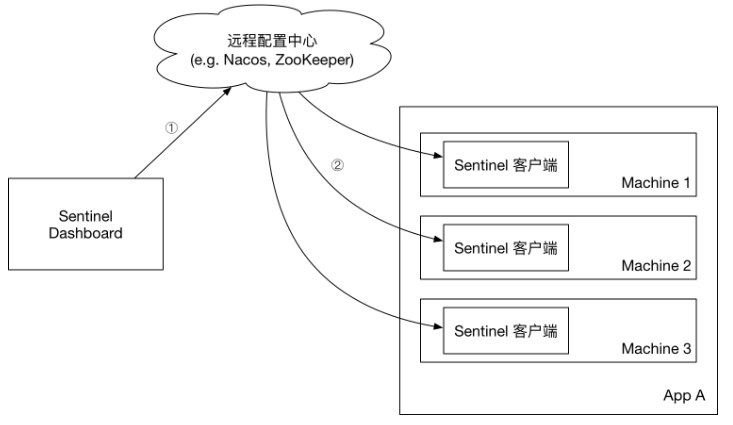 远程配置中心
(e.g. Nacos, ZooKeeper)
①
②
Sentinel
Dashboard
Sentinel 客户端
Machine 1
Sentinel 客户端
Machine 2
Sentinel 客户端
Machine 3
App A